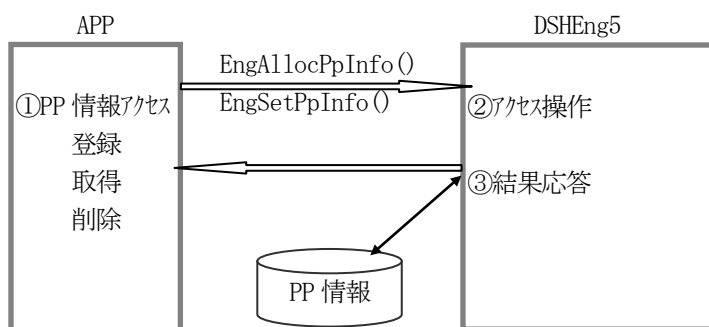 APP
DSHEng5
EngAllocPpInfo()
EngSetPpInfo()
①PP 情報アクセス
登録
取得
削除
②アクセス操作
③結果応答
PP 情報